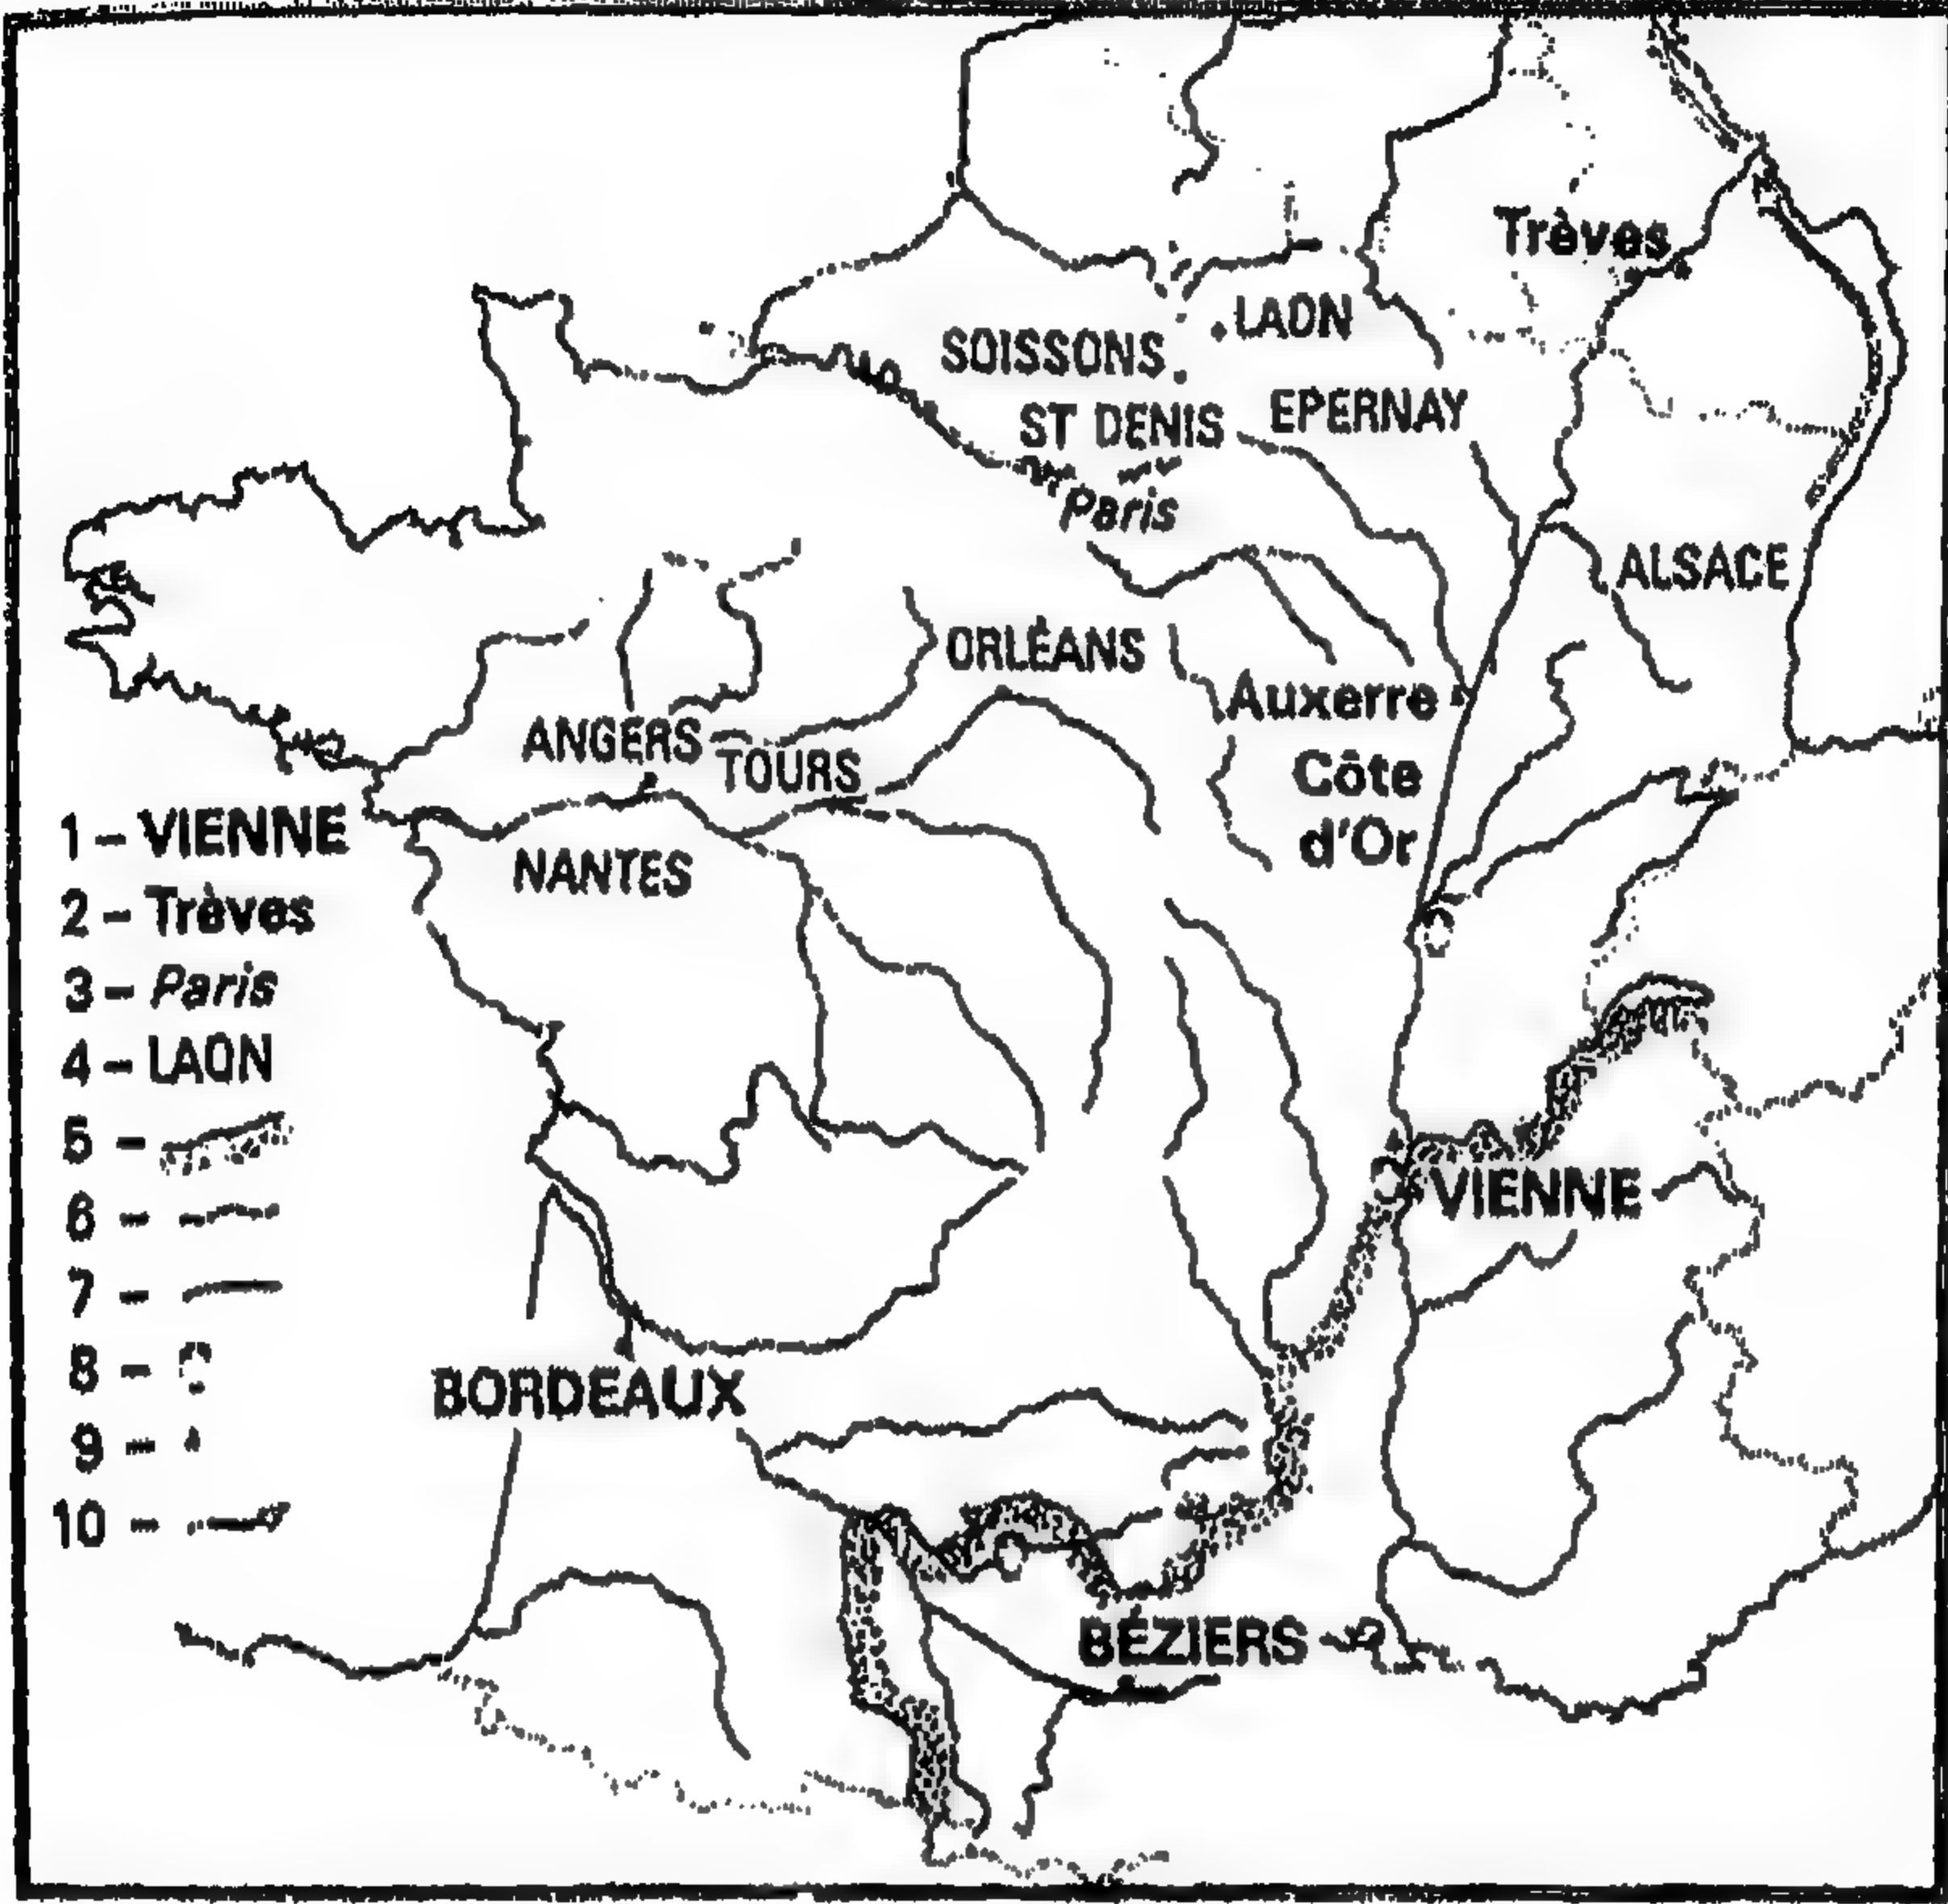 Trèves
LAON
SOISSONS
ST DENIS
EPERNAY
Paris
ALSACE
ORLÉANS
Auxerre
ANGERS
TOURS
Côte
d'Or
1 – VIENNE
NANTES
2 – Trèves
3 – Paris
4 – LAON
5 –
6 –
7 –
8 –
9 –
10 –
VIENNE
BORDEAUX
BÉZIERS